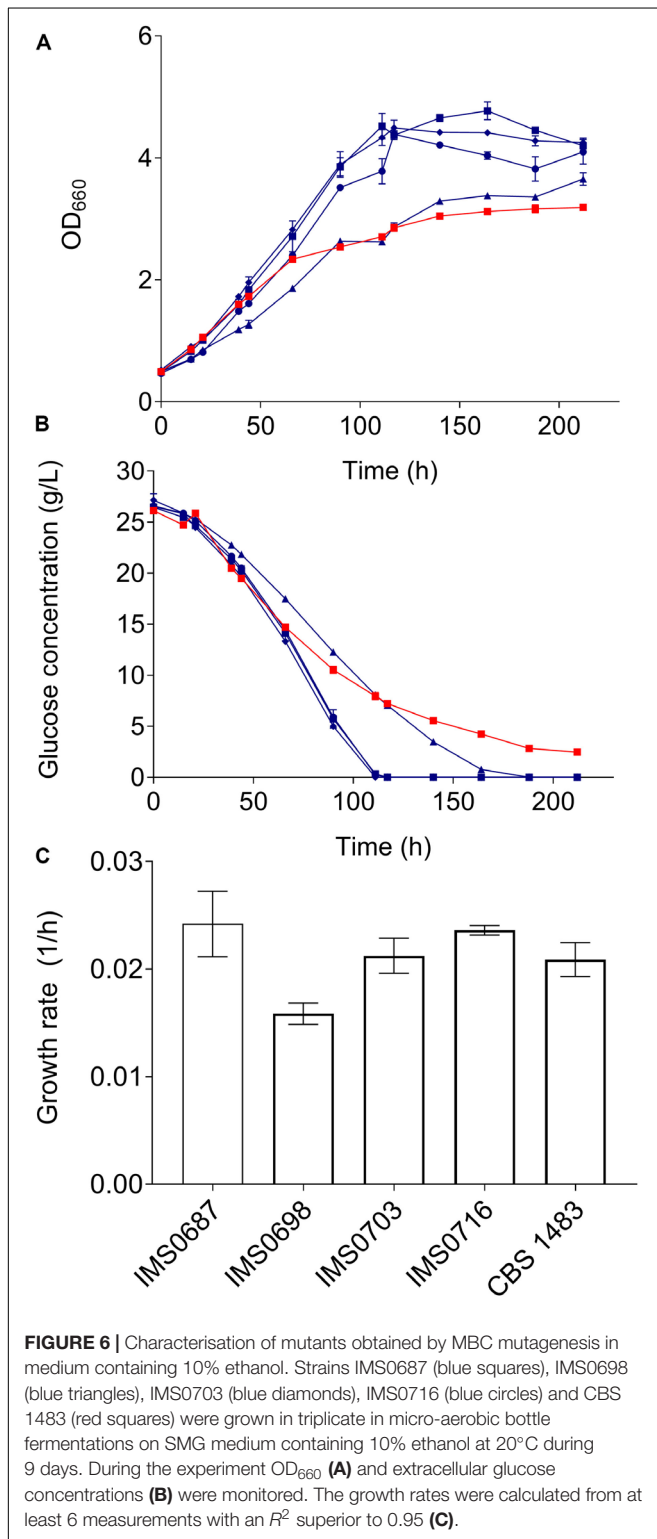 A
6
4
2
0
OD660
0
50
100
150
200
Time (h)
B
30
25
20
15
10
5
0
Glucose concentration (g/L)
0
50
100
150
200
Time (h)
C
0.03
0.02
0.01
0.00
Growth rate (1/h)
IMS0687
IMS0698
IMS0703
IMS0716
CBS 1483
FIGURE 6 | Characterisation of mutants obtained by MBC mutagenesis in
medium containing 10% ethanol. Strains IMS0687 (blue squares), IMS0698
(blue triangles), IMS0703 (blue diamonds), IMS0716 (blue circles) and CBS
1483 (red squares) were grown in triplicate in micro-aerobic bottle
fermentations on SMG medium containing 10% ethanol at 20°C during
9 days. During the experiment OD660 (A) and extracellular glucose
concentrations (B) were monitored. The growth rates were calculated from at
least 6 measurements with an R² superior to 0.95 (C).